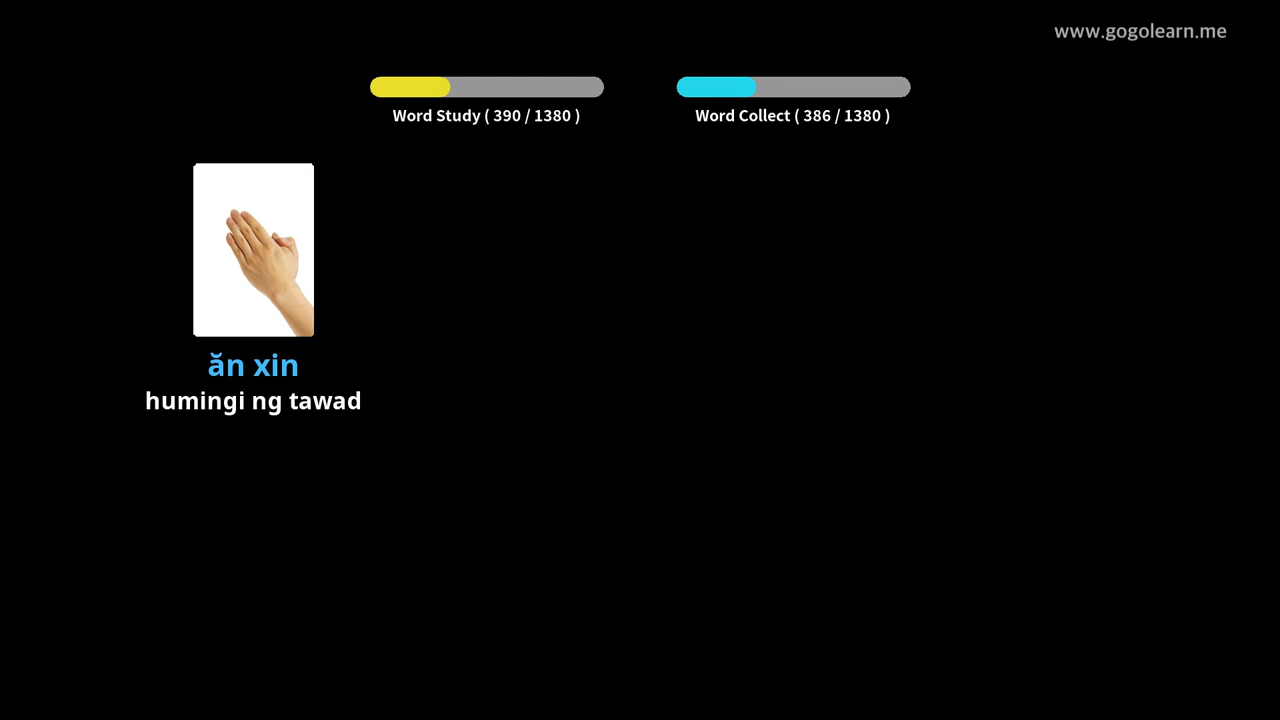 www.gogolearn.me
Word Study ( 390 / 1380 )
Word Collect ( 386 / 1380 )
ăn xin
humingi ng tawad